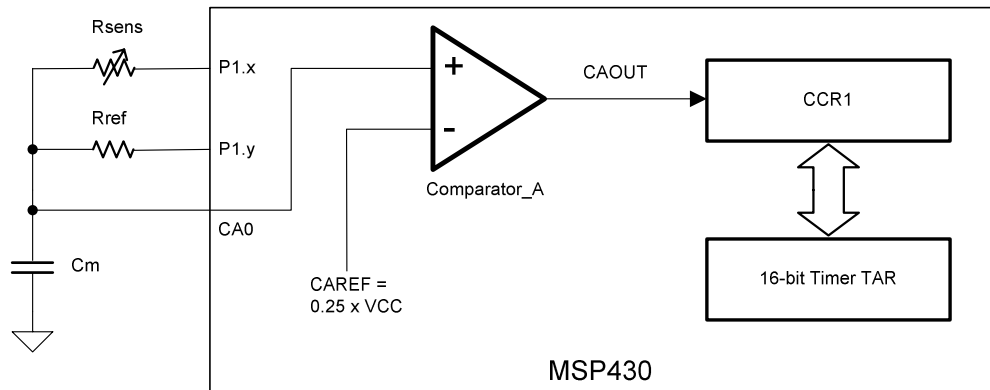 Rsens
P1.x
Rref
P1.y
CA0
Cm
+
-
Comparator_A
CAREF =
0.25 x VCC
CAOUT
CCR1
16-bit Timer TAR
MSP430